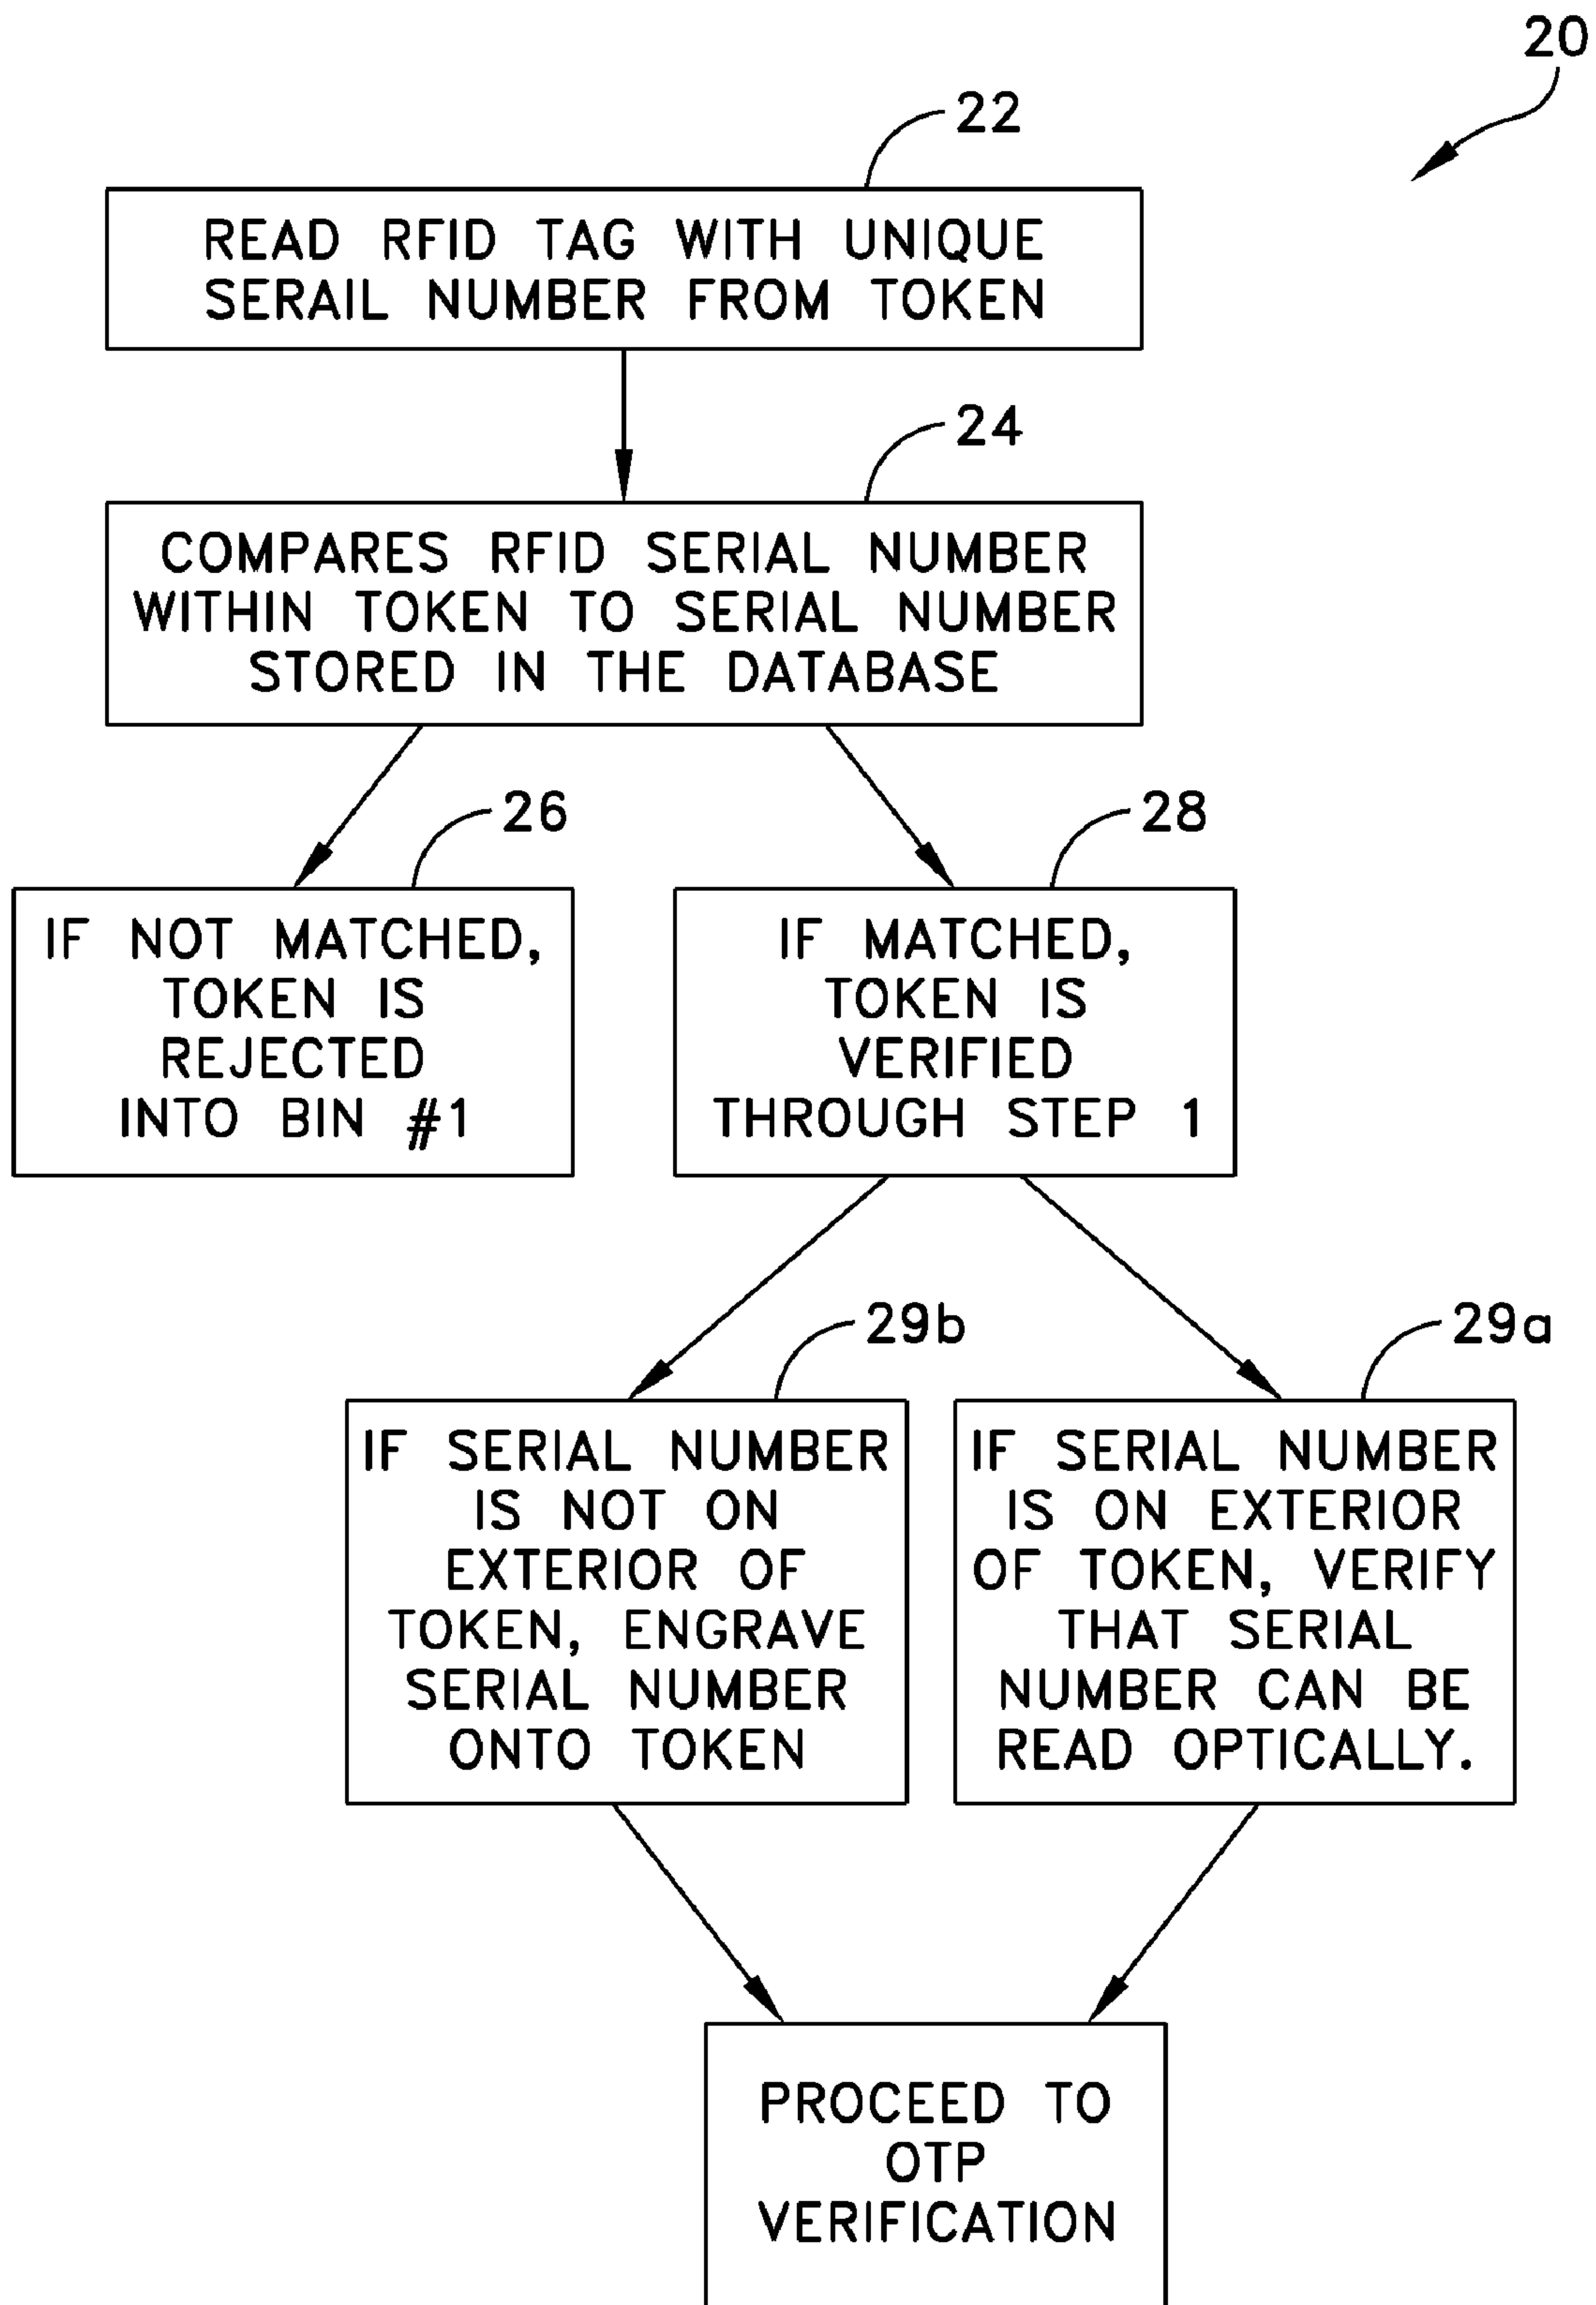 20
22
READ RFID TAG WITH UNIQUE
SERAIL NUMBER FROM TOKEN
24
COMPARES RFID SERIAL NUMBER
WITHIN TOKEN TO SERIAL NUMBER
STORED IN THE DATABASE
26
IF NOT MATCHED,
TOKEN IS
REJECTED
INTO BIN #1
28
IF MATCHED,
TOKEN IS
VERIFIED
THROUGH STEP 1
29b
IF SERIAL NUMBER
IS NOT ON
EXTERIOR OF
TOKEN, ENGRAVE
SERIAL NUMBER
ONTO TOKEN
29a
IF SERIAL NUMBER
IS ON EXTERIOR
OF TOKEN, VERIFY
THAT SERIAL
NUMBER CAN BE
READ OPTICALLY.
PROCEED TO
OTP
VERIFICATION